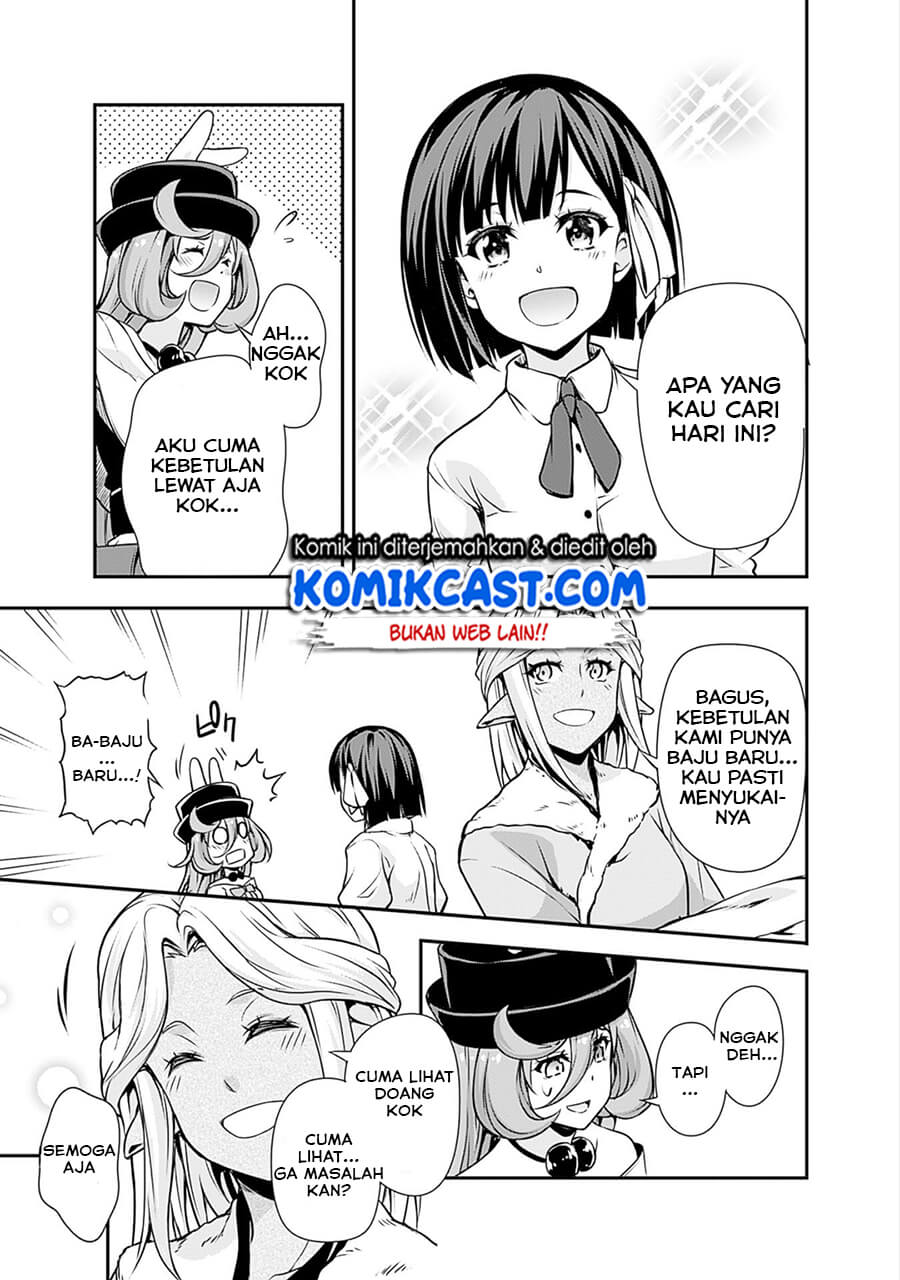 APA YANG
KAU CARI
HARI INI?
AH...
NGGAK
KOK
AKU CUMA
KEBETULAN
LEWAT AJA
KOK...
Komik ini diterjemahkan & diedit oleh
KOMIKCAST.COM
BUKAN WEB LAIN!!
BAGUS,
KEBETULAN
KAMI PUNYA
BAJU BARU...
KAU PASTI
MENYUKAI-
NYA
BA-BAJU
...
BARU...!
NGGAK
DEH...
TAPI
...
CUMA LIHAT
DOANG
KOK
CUMA
LIHAT...
GA MASALAH
KAN?
SEMOGA
AJA